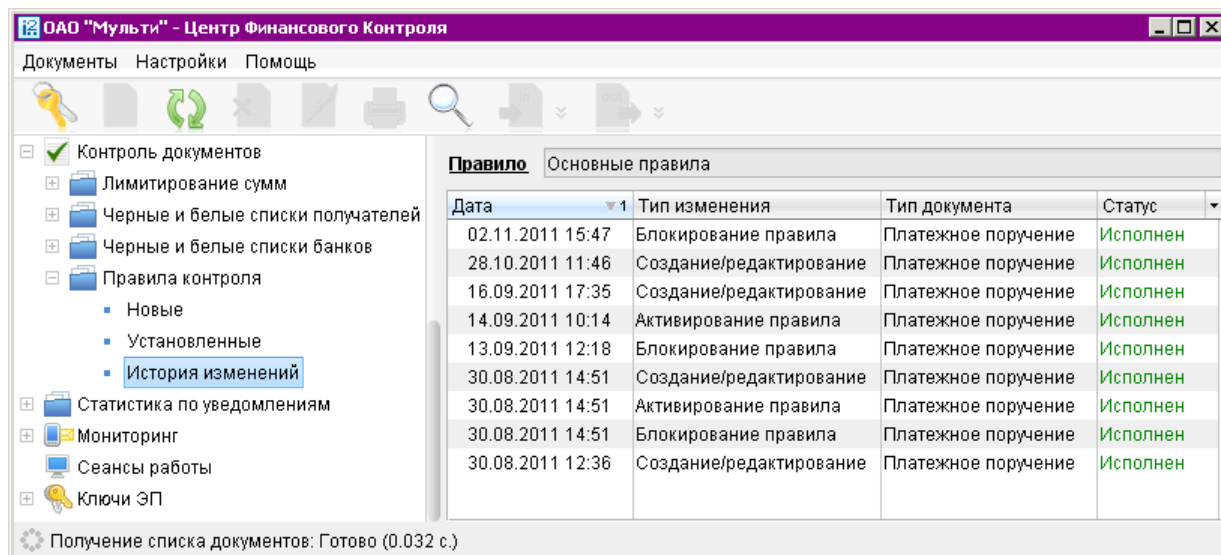 ОАО "Мульти" - Центр Финансового Контроля
Документы Настройки Помощь
in out
Контроль документов
Лимитирование сумм
Черные и белые списки получателей
Черные и белые списки банков
Правила контроля
Новые
Установленные
История изменений
Статистика по уведомлениям
Мониторинг
Сеансы работы
Ключи ЭП
Правило Основные правила
Дата 1 Тип изменения Тип документа Статус
02.11.2011 15:47 Блокирование правила Платежное поручение Исполнен
28.10.2011 11:46 Создание/редактирование Платежное поручение Исполнен
16.09.2011 17:35 Создание/редактирование Платежное поручение Исполнен
14.09.2011 10:14 Активирование правила Платежное поручение Исполнен
13.09.2011 12:18 Блокирование правила Платежное поручение Исполнен
30.08.2011 14:51 Создание/редактирование Платежное поручение Исполнен
30.08.2011 14:51 Активирование правила Платежное поручение Исполнен
30.08.2011 14:51 Блокирование правила Платежное поручение Исполнен
30.08.2011 12:36 Создание/редактирование Платежное поручение Исполнен
Получение списка документов: Готово (0.032 с.)